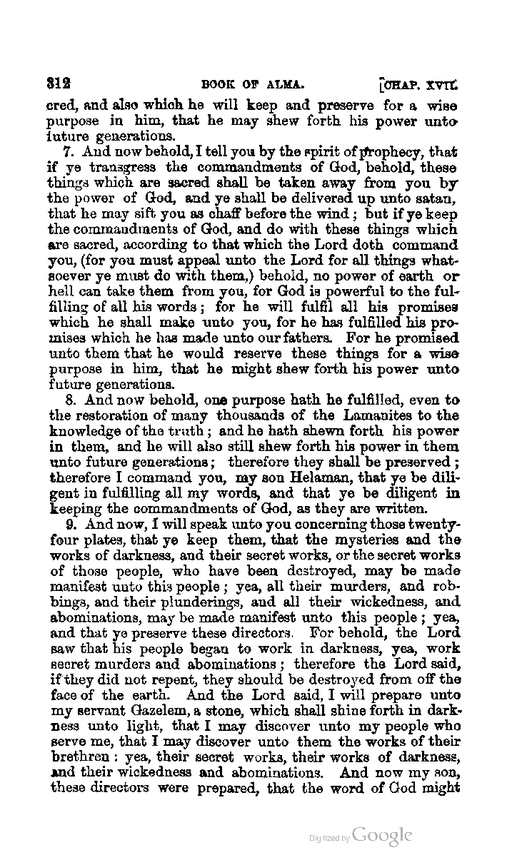 312 BOOK OF ALMA. [CHAP. XVII.
cred, and also which he will keep and preserve for a wise
purpose in him, that he may shew forth his power unto
future generations.
7. And now behold, I tell you by the spirit of prophecy, that
if ye transgress the commandments of God, behold, these
things which are sacred shall be taken away from you by
the power of God, and ye shall be delivered up unto satan,
that he may sift you as chaff before the wind; but if ye keep
the commandments of God, and do with these things which
are sacred, according to that which the Lord doth command
you, (for you must appeal unto the Lord for all things what-
soever ye must do with them,) behold, no power of earth or
hell can take them from you, for God is powerful to the ful-
filling of all his words; for he will fulfil all his promises
which he shall make unto you, for he has fulfilled his pro-
mises which he has made unto our fathers. For he promised
unto them that he would reserve these things for a wise
purpose in him, that he might shew forth his power unto
future generations.
8. And now behold, one purpose hath he fulfilled, even to
the restoration of many thousands of the Lamanites to the
knowledge of the truth; and he hath shewn forth his power
in them, and he will also still shew forth his power in them
unto future generations; therefore they shall be preserved;
therefore I command you, my son Helaman, that ye be dili-
gent in fulfilling all my words, and that ye be diligent in
keeping the commandments of God, as they are written.
9. And now, I will speak unto you concerning those twenty-
four plates, that ye keep them, that the mysteries and the
works of darkness, and their secret works, or the secret works
of those people, who have been destroyed, may be made
manifest unto this people; yea, all their murders, and rob-
bings, and their plunderings, and all their wickedness, and
abominations, may be made manifest unto this people; yea,
and that ye preserve these directors. For behold, the Lord
saw that his people began to work in darkness, yea, work
secret murders and abominations; therefore the Lord said,
if they did not repent, they should be destroyed from off the
face of the earth. And the Lord said, I will prepare unto
my servant Gazelem, a stone, which shall shine forth in dark-
ness unto light, that I may discover unto my people who
serve me, that I may discover unto them the works of their
brethren: yea, their secret works, their works of darkness,
and their wickedness and abominations. And now my son,
these directors were prepared, that the word of God might
Digitized by Google